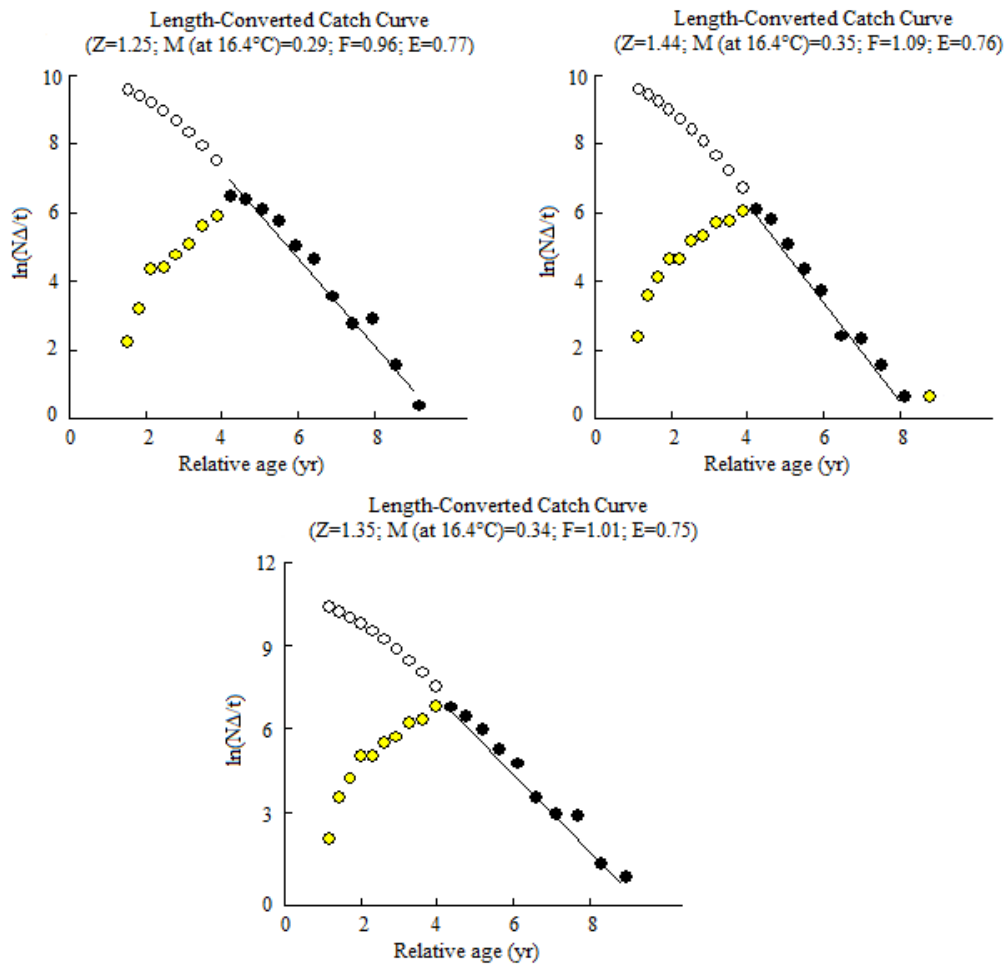 Length-Converted Catch Curve
(Z=1.25; M (at 16.4°C)=0.29; F=0.96; E=0.77)
10
8
6
4
2
0
ln(NΔ/t)
0 2 4 6 8
Relative age (yr)
Length-Converted Catch Curve
(Z=1.44; M (at 16.4°C)=0.35; F=1.09; E=0.76)
10
8
6
4
2
0
ln(NΔ/t)
0 2 4 6 8
Relative age (yr)
Length-Converted Catch Curve
(Z=1.35; M (at 16.4°C)=0.34; F=1.01; E=0.75)
12
9
6
3
0
ln(NΔ/t)
0 2 4 6 8
Relative age (yr)